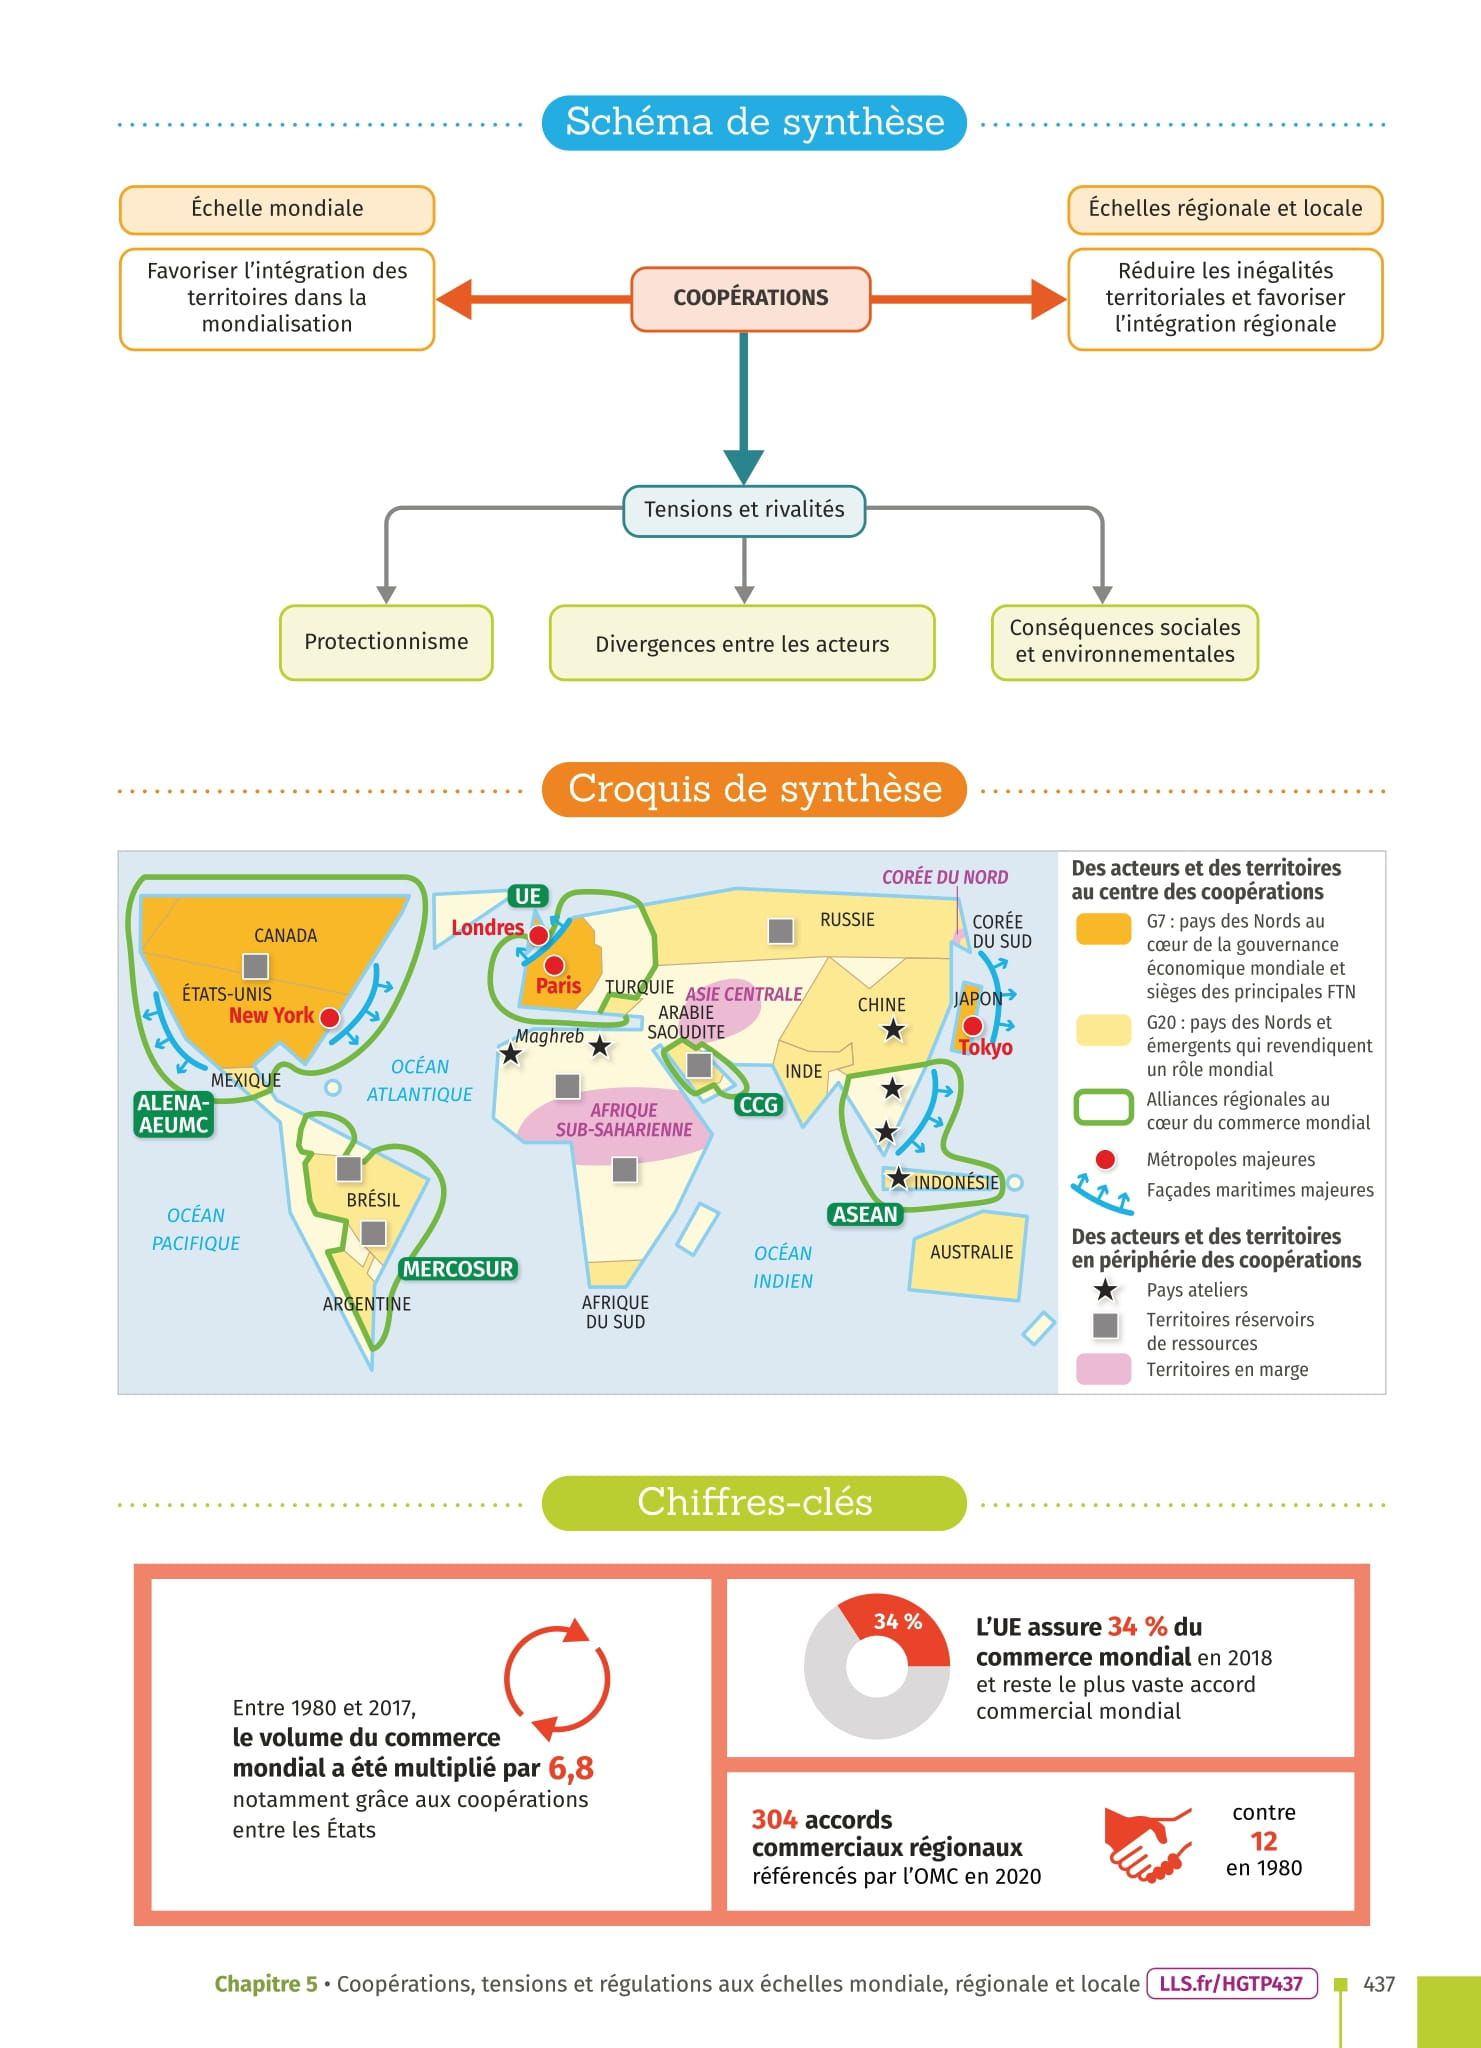 Schéma de synthèse
Échelle mondiale
Échelles régionale et locale
Favoriser l'intégration des
territoires dans la
mondialisation
COOPÉRATIONS
Réduire les inégalités
territoriales et favoriser
l'intégration régionale
Tensions et rivalités
Protectionnisme
Divergences entre les acteurs
Conséquences sociales
et environnementales
Croquis de synthèse
CANADA
ÉTATS-UNIS
New York
MEXIQUE
ALENA-
AEUMC
OCÉAN
ATLANTIQUE
OCÉAN
PACIFIQUE
BRÉSIL
ARGENTINE
MERCOSUR
UE
Londres
Paris
TURQUIE
Maghreb
ARABIE
SAOUDITE
ASIE CENTRALE
CCG
AFRIQUE
SUB-SAHARIENNE
AFRIQUE
DU SUD
RUSSIE
CORÉE DU NORD
CORÉE
DU SUD
CHINE
JAPON
Tokyo
INDE
INDONÉSIE
ASEAN
OCÉAN
INDIEN
AUSTRALIE
Des acteurs et des territoires
au centre des coopérations
G7 : pays des Nords au
cœur de la gouvernance
économique mondiale et
sièges des principales FTN
G20 : pays des Nords et
émergents qui revendiquent
un rôle mondial
Alliances régionales au
cœur du commerce mondial
Métropoles majeures
Façades maritimes majeures
Des acteurs et des territoires
en périphérie des coopérations
Pays ateliers
Territoires réservoirs
de ressources
Territoires en marge
Chiffres-clés
Entre 1980 et 2017,
le volume du commerce
mondial a été multiplié par 6,8
notamment grâce aux coopérations
entre les États
34 %
L'UE assure 34 % du
commerce mondial en 2018
et reste le plus vaste accord
commercial mondial
304 accords
commerciaux régionaux
référencés par l'OMC en 2020
contre
12
en 1980
Chapitre 5 • Coopérations, tensions et régulations aux échelles mondiale, régionale et locale LLS.fr/HGTP437 437